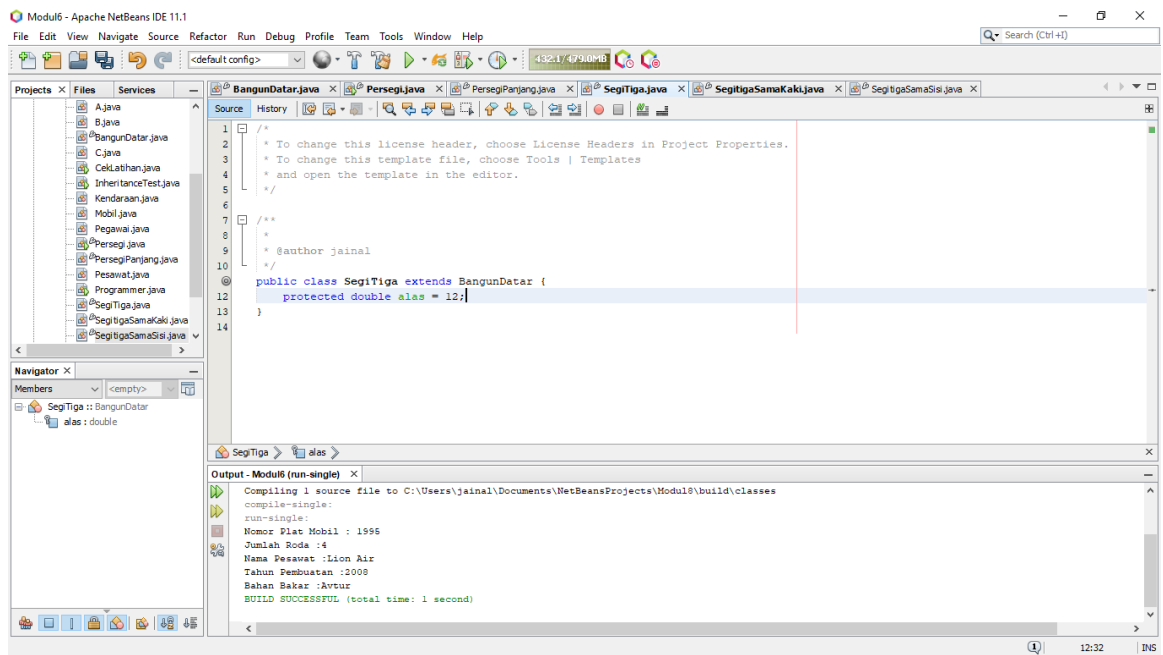 Modul6 - Apache NetBeans IDE 11.1
File Edit View Navigate Source Refactor Run Debug Profile Team Tools Window Help
Search (Ctrl+I)
<default config>
432.1/479.0MB
Projects Files Services
A.java
B.java
BangunDatar.java
C.java
CekLatihan.java
InheritanceTest.java
Kendaraan.java
Mobil.java
Pegawai.java
Persegi.java
PersegiPanjang.java
Pesawat.java
Programmer.java
SegiTiga.java
SegitigaSamaKaki.java
SegitigaSamaSisi.java
Navigator
Members <empty>
SegiTiga :: BangunDatar
alas : double
BangunDatar.java Persegi.java PersegiPanjang.java SegiTiga.java SegitigaSamaKaki.java SegitigaSamaSisi.java
Source History
1 /*
2 * To change this license header, choose License Headers in Project Properties.
3 * To change this template file, choose Tools | Templates
4 * and open the template in the editor.
5 */
6
7 /**
8 *
9 * @author jainal
10 */
public class SegiTiga extends BangunDatar {
12 protected double alas = 12;
13 }
14
SegiTiga alas
Output - Modul6 (run-single)
Compiling 1 source file to C:\Users\jainal\Documents\NetBeansProjects\Modul8\build\classes
compile-single:
run-single:
Nomor Plat Mobil : 1995
Jumlah Roda :4
Nama Pesawat :Lion Air
Tahun Pembuatan :2008
Bahan Bakar :Avtur
BUILD SUCCESSFUL (total time: 1 second)
1 12:32 INS